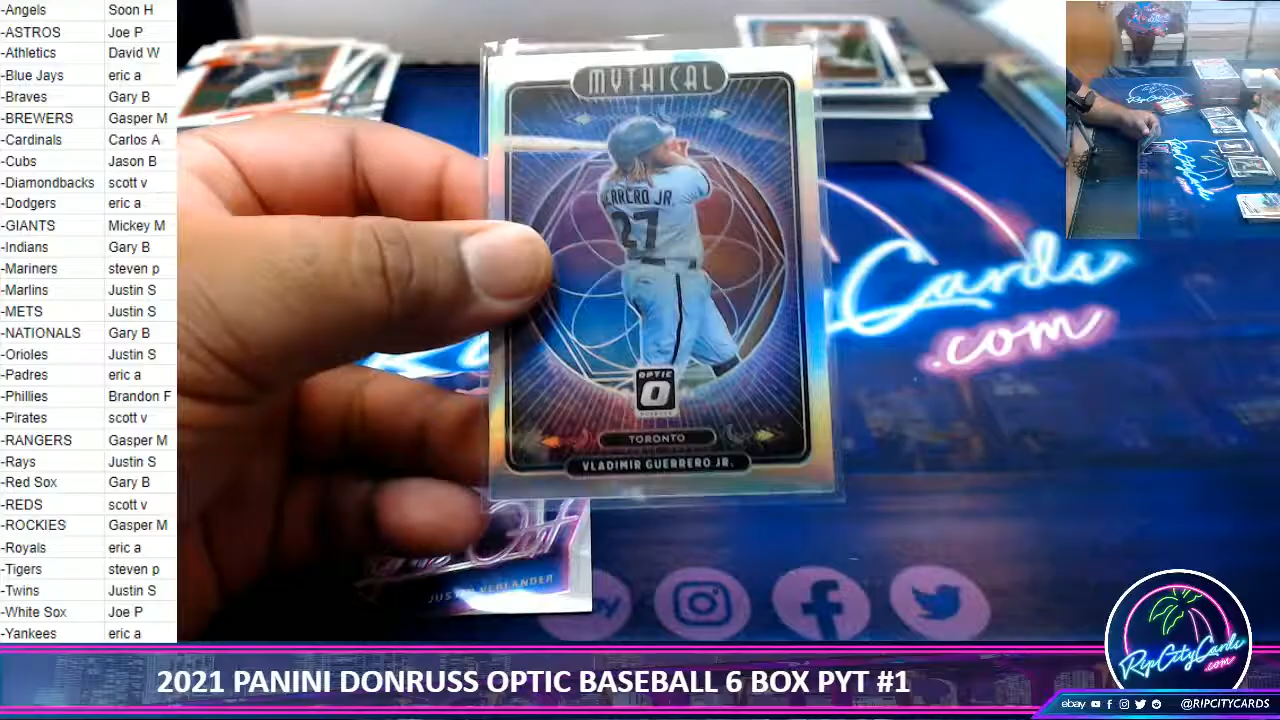 -Angels Soon H
-ASTROS Joe P
-Athletics David W
-Blue Jays eric a
-Braves Gary B
-BREWERS Gasper M
-Cardinals Carlos A
-Cubs Jason B
-Diamondbacks scott v
-Dodgers eric a
-GIANTS Mickey M
-Indians Gary B
-Mariners steven p
-Marlins Justin S
-METS Justin S
-NATIONALS Gary B
-Orioles Justin S
-Padres eric a
-Phillies Brandon F
-Pirates scott v
-RANGERS Gasper M
-Rays Justin S
-Red Sox Gary B
-REDS scott v
-ROCKIES Gasper M
-Royals eric a
-Tigers steven p
-Twins Justin S
-White Sox Joe P
-Yankees eric a
MYTHICAL
ERRERO JR.
27
OPTIC
TORONTO
VLADIMIR GUERRERO JR.
Cards
.com
JUSTIN VERLANDER
RipCityCards
.com
2021 PANINI DONRUSS OPTIC BASEBALL 6 BOX PYT #1
ebay @RIPCITYCARDS